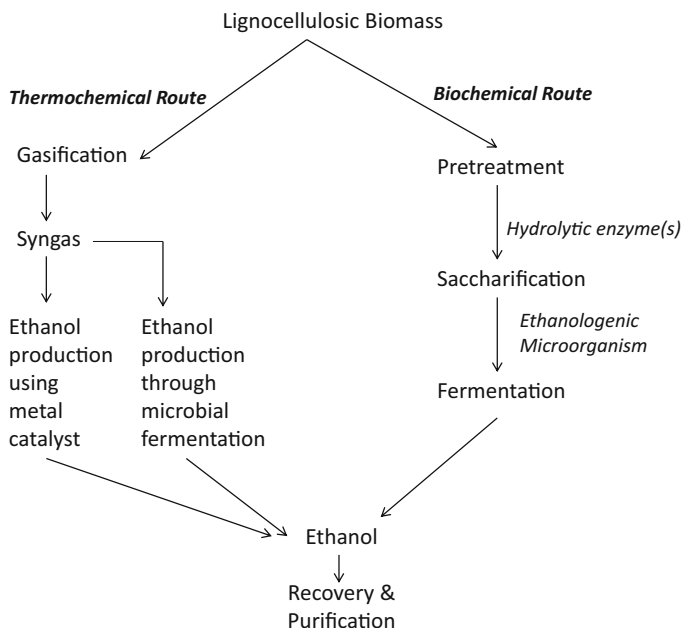 Lignocellulosic Biomass
Thermochemical Route
Biochemical Route
Gasification
Pretreatment
Syngas
Hydrolytic enzyme(s)
Saccharification
Ethanol
production
using
metal
catalyst
Ethanol
production
through
microbial
fermentation
Ethanologenic
Microorganism
Fermentation
Ethanol
Recovery &
Purification